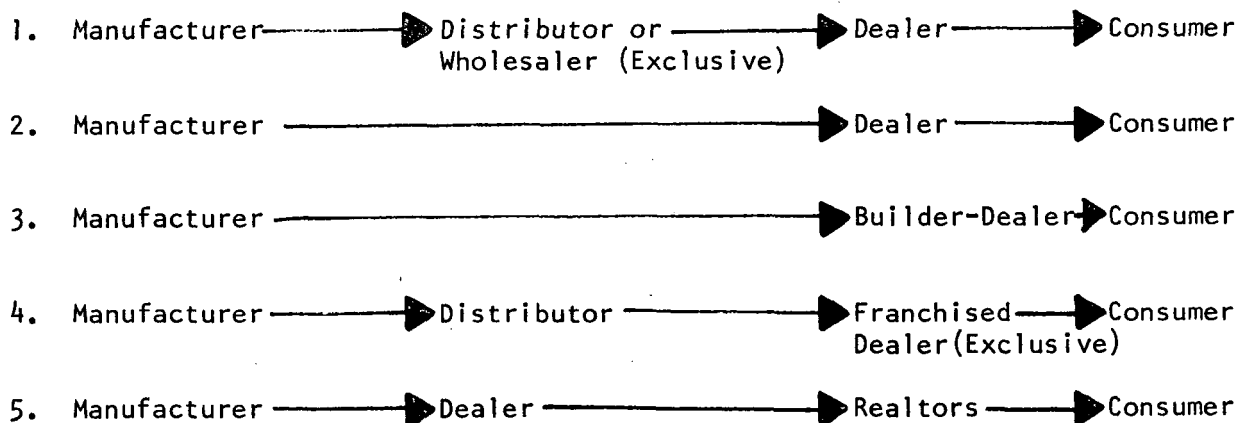 1. Manufacturer Distributor or Dealer Consumer
Wholesaler (Exclusive)
2. Manufacturer Dealer Consumer
3. Manufacturer Builder-Dealer Consumer
4. Manufacturer Distributor Franchised Consumer
Dealer(Exclusive)
5. Manufacturer Dealer Realtors Consumer